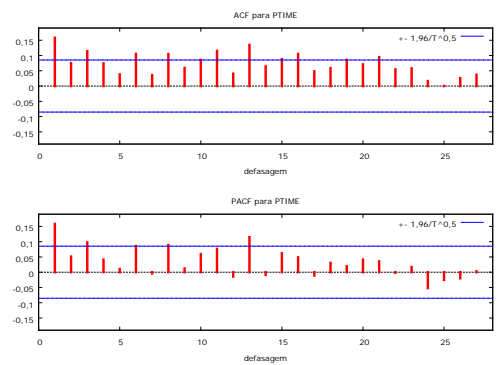 ACF para PTIME
+- 1,96/T^0,5
0,15
0,1
0,05
0
-0,05
-0,1
-0,15
0 5 10 15 20 25
defasagem
PACF para PTIME
+- 1,96/T^0,5
0,15
0,1
0,05
0
-0,05
-0,1
-0,15
0 5 10 15 20 25
defasagem